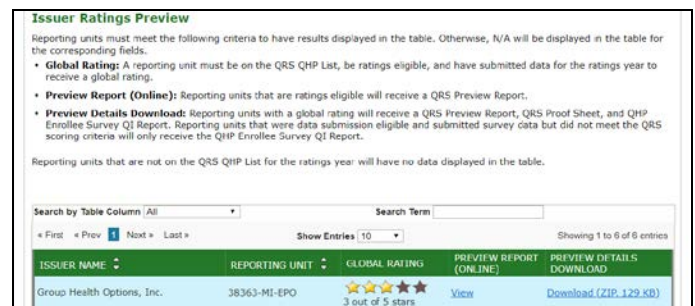 Issuer Ratings Preview
Reporting units must meet the following criteria to have results displayed in the table. Otherwise, N/A will be displayed in the table for
the corresponding fields.
• Global Rating: A reporting unit must be on the QRS QHP List, be ratings eligible, and have submitted data for the ratings year to
receive a global rating.
• Preview Report (Online): Reporting units that are ratings eligible will receive a QRS Preview Report.
• Preview Details Download: Reporting units with a global rating will receive a QRS Preview Report, QRS Proof Sheet, and QHP
Enrollee Survey QI Report. Reporting units that were data submission eligible and submitted survey data but did not meet the QRS
scoring criteria will only receive the QHP Enrollee Survey QI Report.
Reporting units that are not on the QRS QHP List for the ratings year will have no data displayed in the table.
Search by Table Column All Search Term
« First « Prev 1 Next » Last » Show Entries 10 Showing 1 to 6 of 6 entries
ISSUER NAME REPORTING UNIT GLOBAL RATING PREVIEW REPORT (ONLINE) PREVIEW DETAILS DOWNLOAD
Group Health Options, Inc. 38363-MI-EPO 3 out of 5 stars View Download (ZIP, 129 KB)